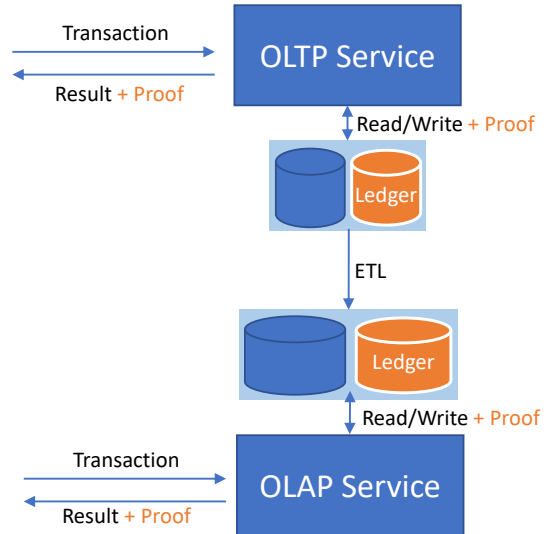 Transaction
OLTP Service
Result + Proof
Read/Write + Proof
Ledger
ETL
Ledger
Read/Write + Proof
Transaction
OLAP Service
Result + Proof